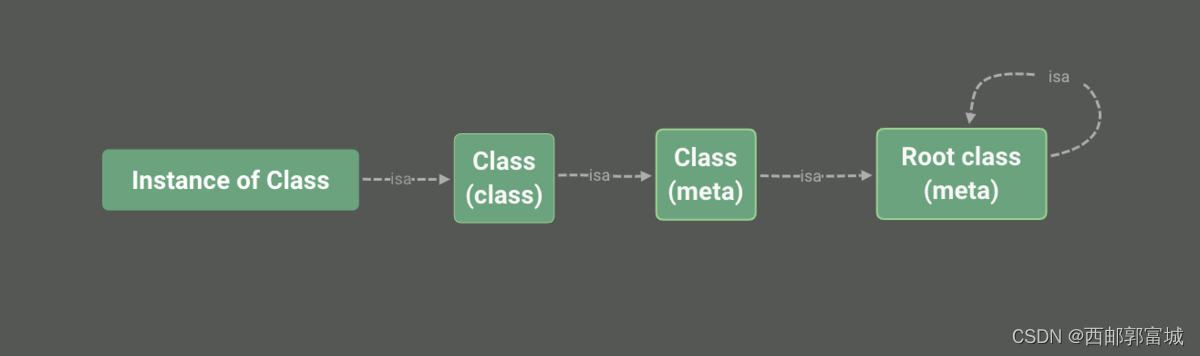 isa
Instance of Class
isa
Class
(class)
isa
Class
(meta)
isa
Root class
(meta)
CSDN @西邮郭富城